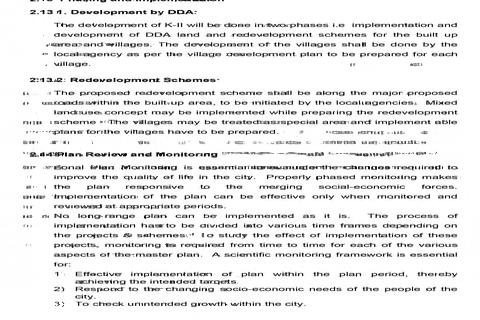 2.13 1. Development by DDA:
The development of K-II will be done in two phases i.e implementation and
development of DDA land and redevelopment schemes for the built up
areas and villages. The development of the villages shall be done by the
local agency as per the village development plan to be prepared for each
village.
2.13.2: Redevelopment Schemes
The proposed redevelopment scheme shall be along the major proposed
roads within the built-up area, to be initiated by the local agencies. Mixed
land use concept may be implemented while preparing the redevelopment
scheme The villages may be treated as special area and implement able
plans for the villages have to be prepared.
Plan Review and Monitoring
Zonal Plan Monitoring is essential to evaluate the changes required to
improve the quality of life in the city. Properly phased monitoring makes
the plan responsive to the merging social-economic forces.
Implementation of the plan can be effective only when monitored and
reviewed at appropriate periods.
No long-range plan can be implemented as it is. The process of
implementation has to be divided into various time frames depending on
the projects & schemes. To study the effect of implementation of these
projects, monitoring is required from time to time for each of the various
aspects of the master plan. A scientific monitoring framework is essential
for:
1 Effective implementation of plan within the plan period, thereby
achieving the intended targets.
2) Respond to the changing socio-economic needs of the people of the
city.
3) To check unintended growth within the city.